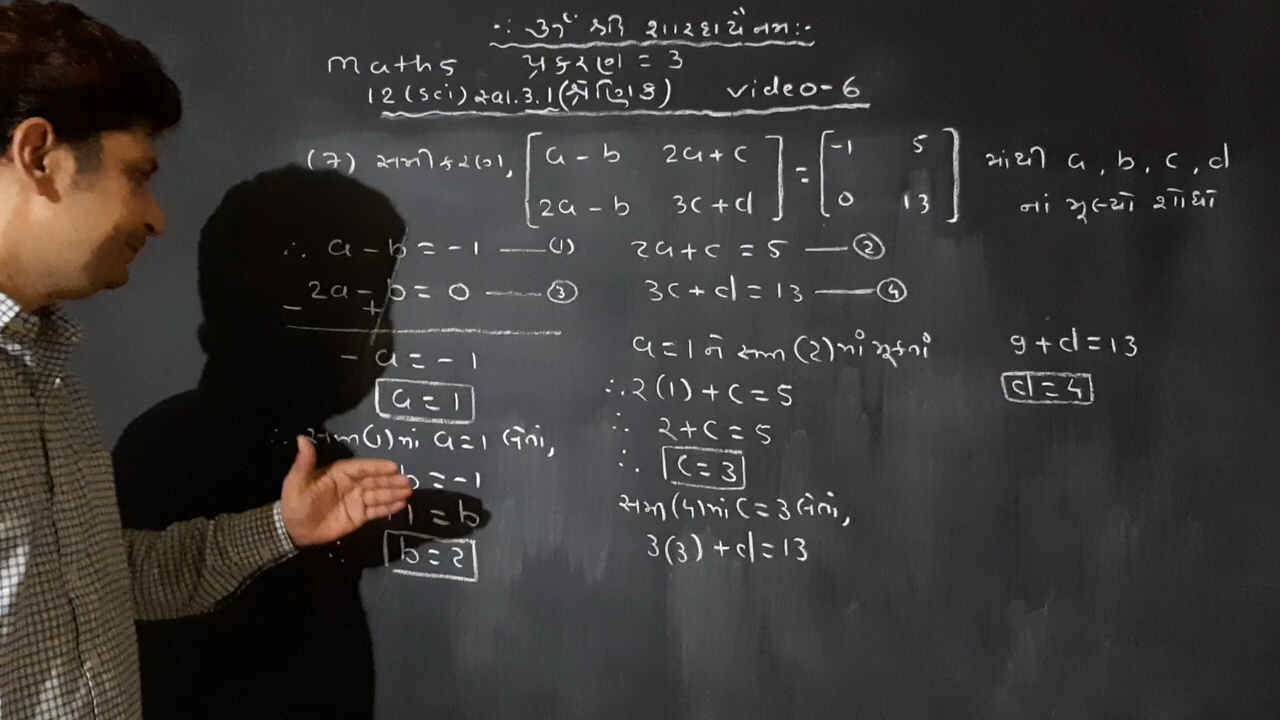 ∴ ૐ શ્રી શારદાયૈ નમઃ
Maths પ્રકરણ = 3
12 (Sci) સ્વા. 3.1 (શ્રેણિક) video-6
(7) સમીકરણ, [a - b 2a + c = -1 5] માંથી a, b, c, d
[2a - b 3c + d 0 13] નાં મૂલ્યો શોધો
∴ a - b = -1 —— (1) 2a + c = 5 —— ②
2a - b = 0 —— ③ 3c + d = 13 —— ④
- +
-a = -1
a = 1
∴ સમ(1)માં a = 1 લેતાં,
b = -1
1 = b
∴ b = 2
a = 1 ને સમ (2)માં મૂકતાં
∴ 2(1) + c = 5
∴ 2 + c = 5
∴ c = 3
સમ(4)માં c = 3 લેતાં,
3(3) + d = 13
9 + d = 13
d = 4